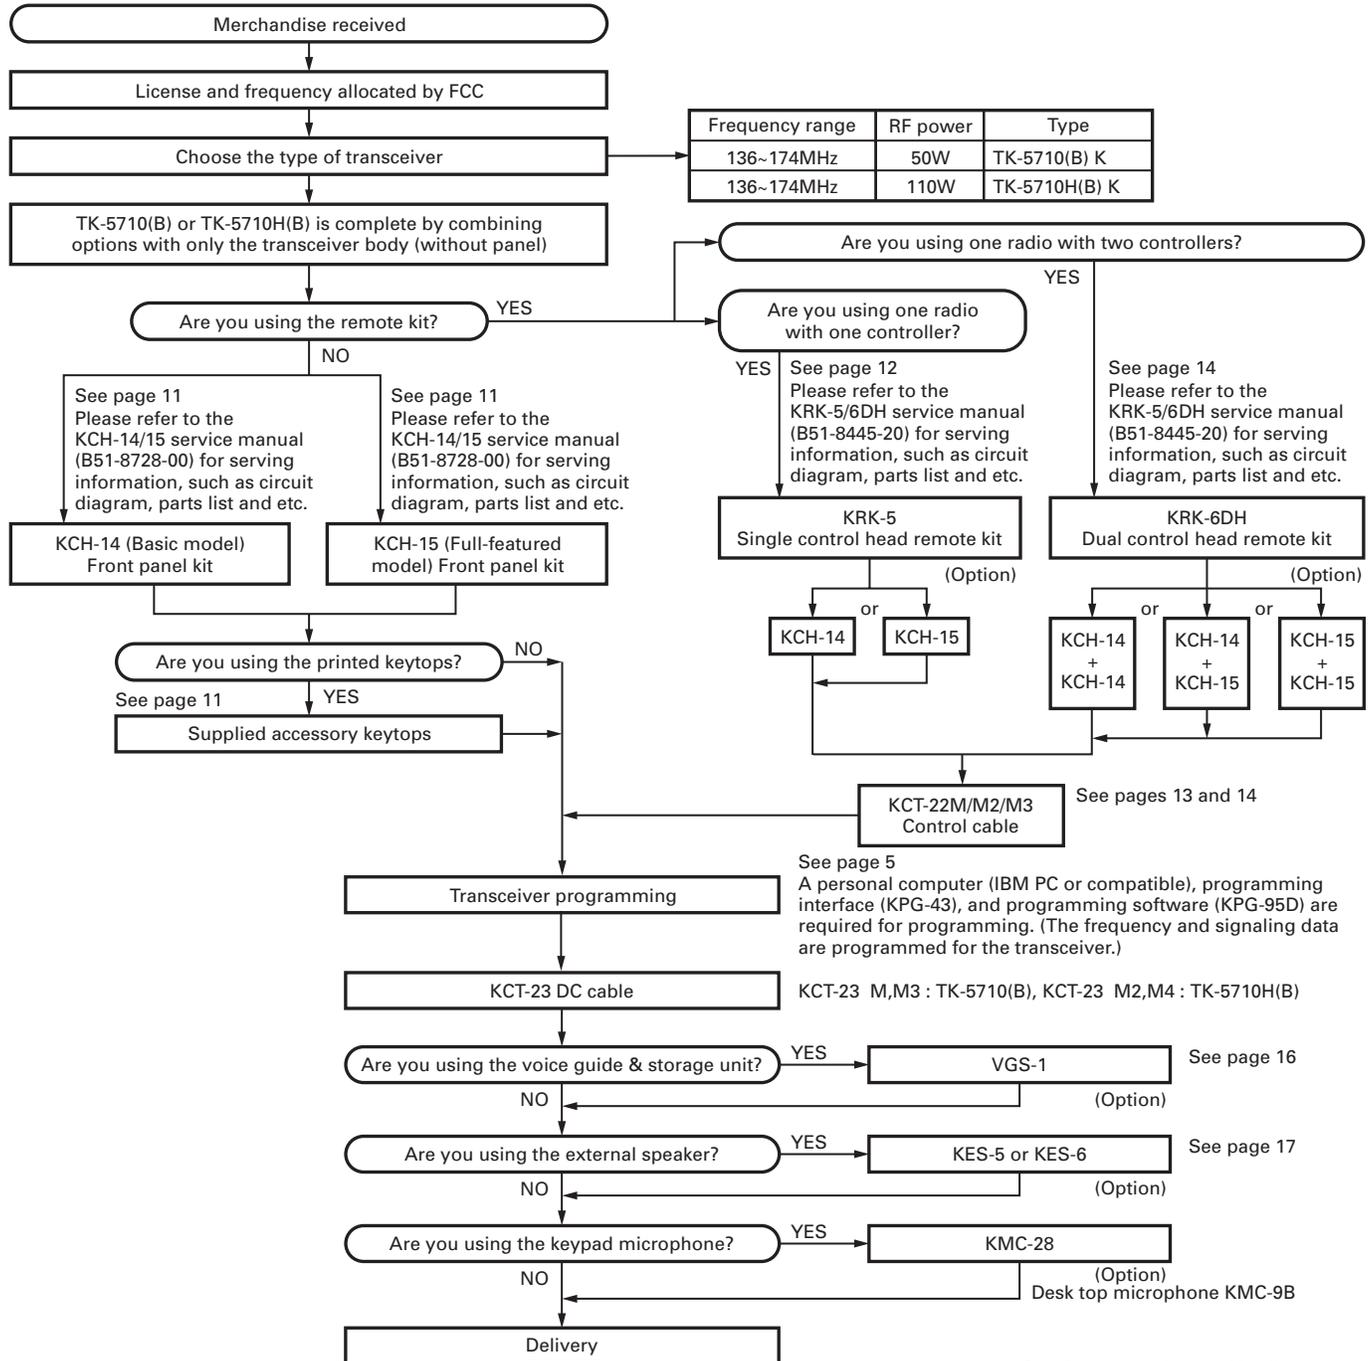 Merchandise received
License and frequency allocated by FCC
Choose the type of transceiver
Frequency range RF power Type
136~174MHz 50W TK-5710(B) K
136~174MHz 110W TK-5710H(B) K
TK-5710(B) or TK-5710H(B) is complete by combining
options with only the transceiver body (without panel)
Are you using the remote kit?
YES
NO
Are you using one radio with two controllers?
YES
Are you using one radio
with one controller?
YES
See page 11
Please refer to the
KCH-14/15 service manual
(B51-8728-00) for serving
information, such as circuit
diagram, parts list and etc.
See page 11
Please refer to the
KCH-14/15 service manual
(B51-8728-00) for serving
information, such as circuit
diagram, parts list and etc.
See page 12
Please refer to the
KRK-5/6DH service manual
(B51-8445-20) for serving
information, such as circuit
diagram, parts list and etc.
See page 14
Please refer to the
KRK-5/6DH service manual
(B51-8445-20) for serving
information, such as circuit
diagram, parts list and etc.
KCH-14 (Basic model)
Front panel kit
KCH-15 (Full-featured
model) Front panel kit
KRK-5
Single control head remote kit
(Option)
KCH-14
or
KCH-15
KRK-6DH
Dual control head remote kit
(Option)
KCH-14
+
KCH-14
or
KCH-14
+
KCH-15
or
KCH-15
+
KCH-15
Are you using the printed keytops?
NO
YES
See page 11
Supplied accessory keytops
KCT-22M/M2/M3
Control cable
See pages 13 and 14
Transceiver programming
See page 5
A personal computer (IBM PC or compatible), programming
interface (KPG-43), and programming software (KPG-95D) are
required for programming. (The frequency and signaling data
are programmed for the transceiver.)
KCT-23 DC cable
KCT-23 M,M3 : TK-5710(B), KCT-23 M2,M4 : TK-5710H(B)
Are you using the voice guide & storage unit?
YES
VGS-1
See page 16
NO
(Option)
Are you using the external speaker?
YES
KES-5 or KES-6
See page 17
NO
(Option)
Are you using the keypad microphone?
YES
KMC-28
NO
(Option)
Desk top microphone KMC-9B
Delivery